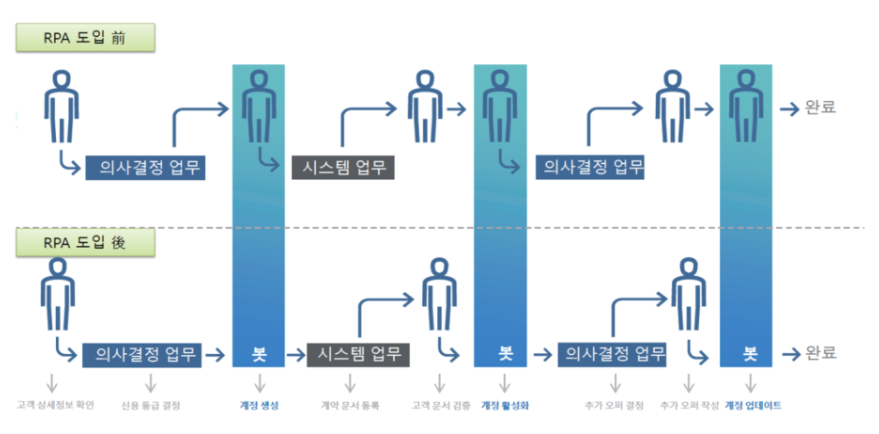 RPA 도입 前
의사결정 업무
시스템 업무
의사결정 업무
완료
RPA 도입 後
의사결정 업무
봇
시스템 업무
봇
의사결정 업무
봇
완료
고객 상세정보 확인
신용 등급 결정
계정 생성
계약 문서 등록
고객 문서 검증
계정 활성화
추가 오퍼 결정
추가 오퍼 작성
계정 업데이트